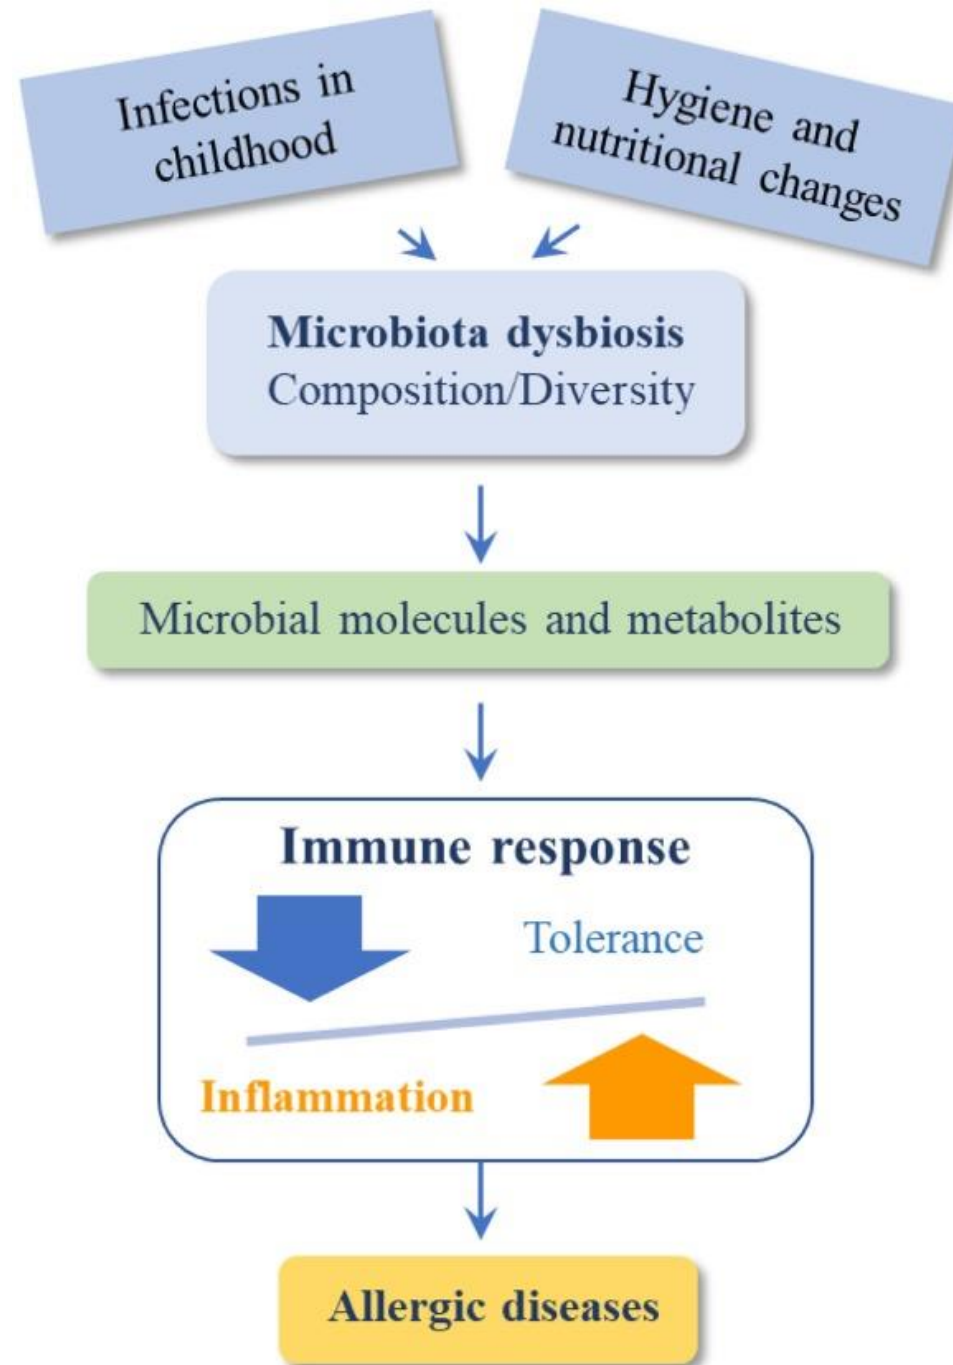 Infections in
childhood
Hygiene and
nutritional changes
Microbiota dysbiosis
Composition/Diversity
Microbial molecules and metabolites
Immune response
Tolerance
Inflammation
Allergic diseases